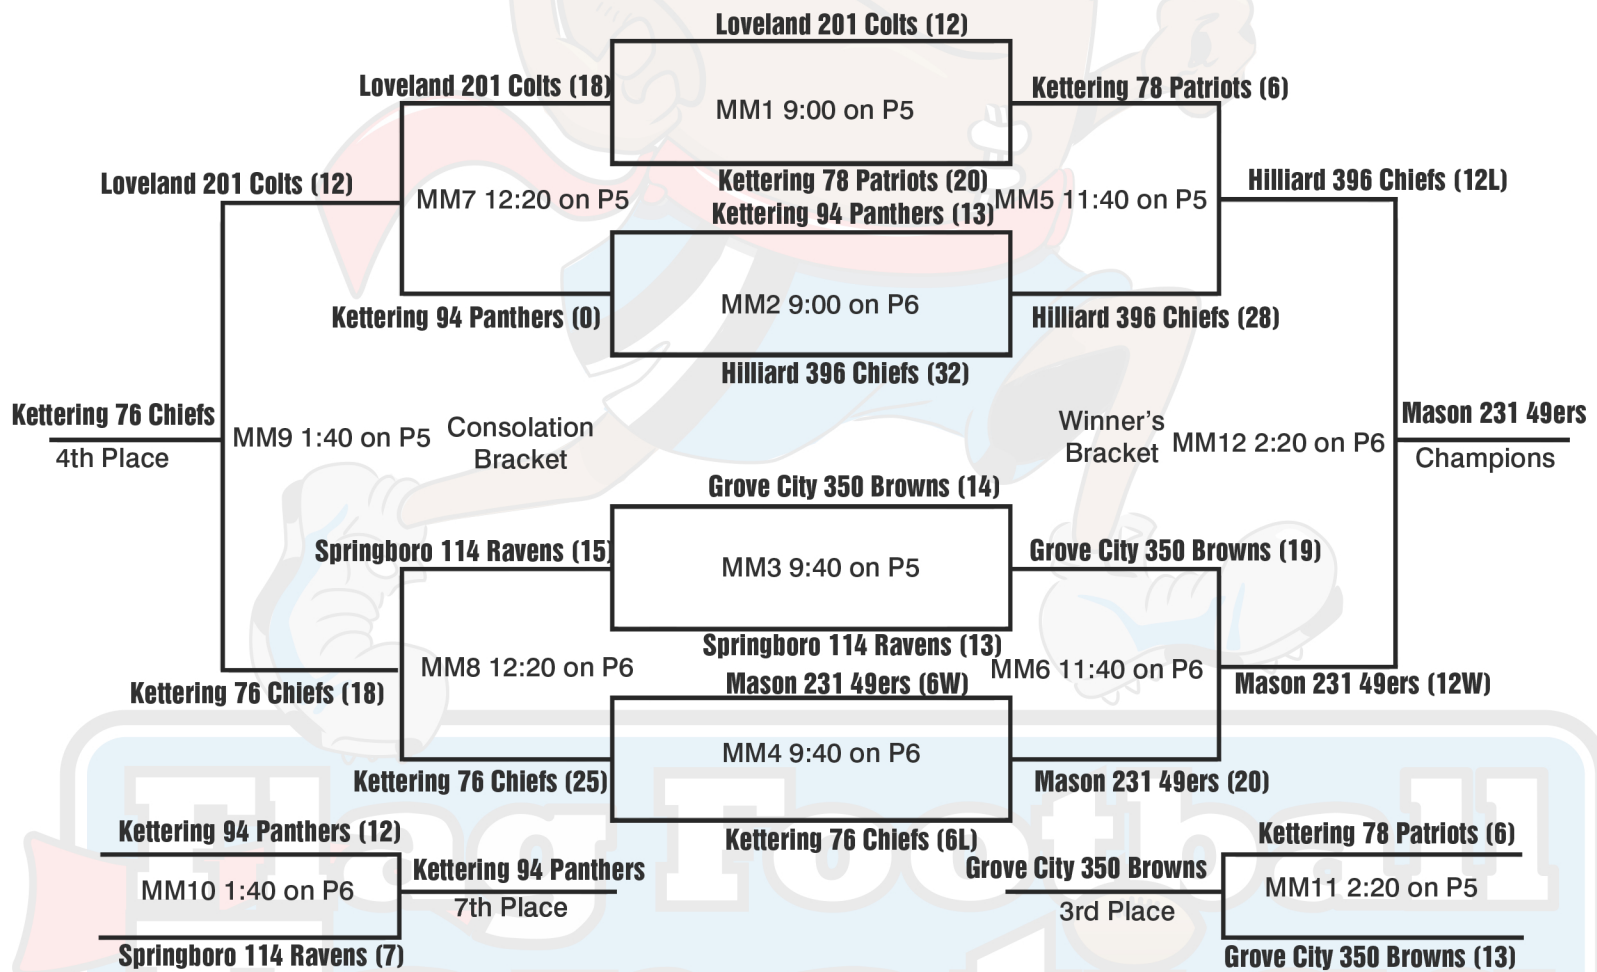 Loveland 201 Colts (12)
Loveland 201 Colts (18)
MM1 9:00 on P5
Kettering 78 Patriots (6)
Loveland 201 Colts (12)
MM7 12:20 on P5
Kettering 78 Patriots (20)
Kettering 94 Panthers (13)
MM5 11:40 on P5
Hilliard 396 Chiefs (12L)
Kettering 94 Panthers (0)
MM2 9:00 on P6
Hilliard 396 Chiefs (28)
Hilliard 396 Chiefs (32)
Kettering 76 Chiefs
4th Place
MM9 1:40 on P5
Consolation
Bracket
Winner's
Bracket
MM12 2:20 on P6
Mason 231 49ers
Champions
Grove City 350 Browns (14)
Springboro 114 Ravens (15)
MM3 9:40 on P5
Grove City 350 Browns (19)
Springboro 114 Ravens (13)
Mason 231 49ers (6W)
MM8 12:20 on P6
MM6 11:40 on P6
Kettering 76 Chiefs (18)
Mason 231 49ers (12W)
Kettering 76 Chiefs (25)
MM4 9:40 on P6
Mason 231 49ers (20)
Kettering 76 Chiefs (6L)
Kettering 94 Panthers (12)
MM10 1:40 on P6
Springboro 114 Ravens (7)
Kettering 94 Panthers
7th Place
Grove City 350 Browns
3rd Place
Kettering 78 Patriots (6)
MM11 2:20 on P5
Grove City 350 Browns (13)
Flag Football